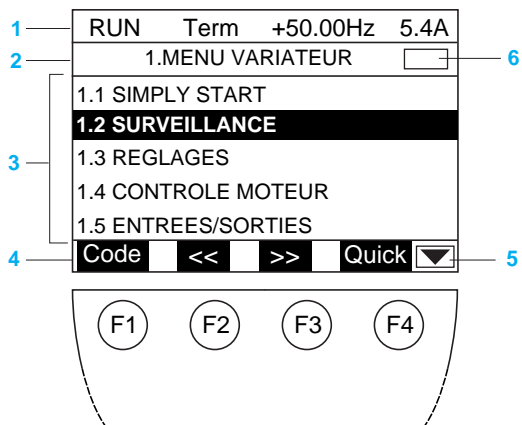 1 RUN Term +50.00Hz 5.4A
2 1.MENU VARIATEUR 6
1.1 SIMPLY START
1.2 SURVEILLANCE
3 1.3 REGLAGES
1.4 CONTROLE MOTEUR
1.5 ENTREES/SORTIES
4 Code << >> Quick 5
F1 F2 F3 F4